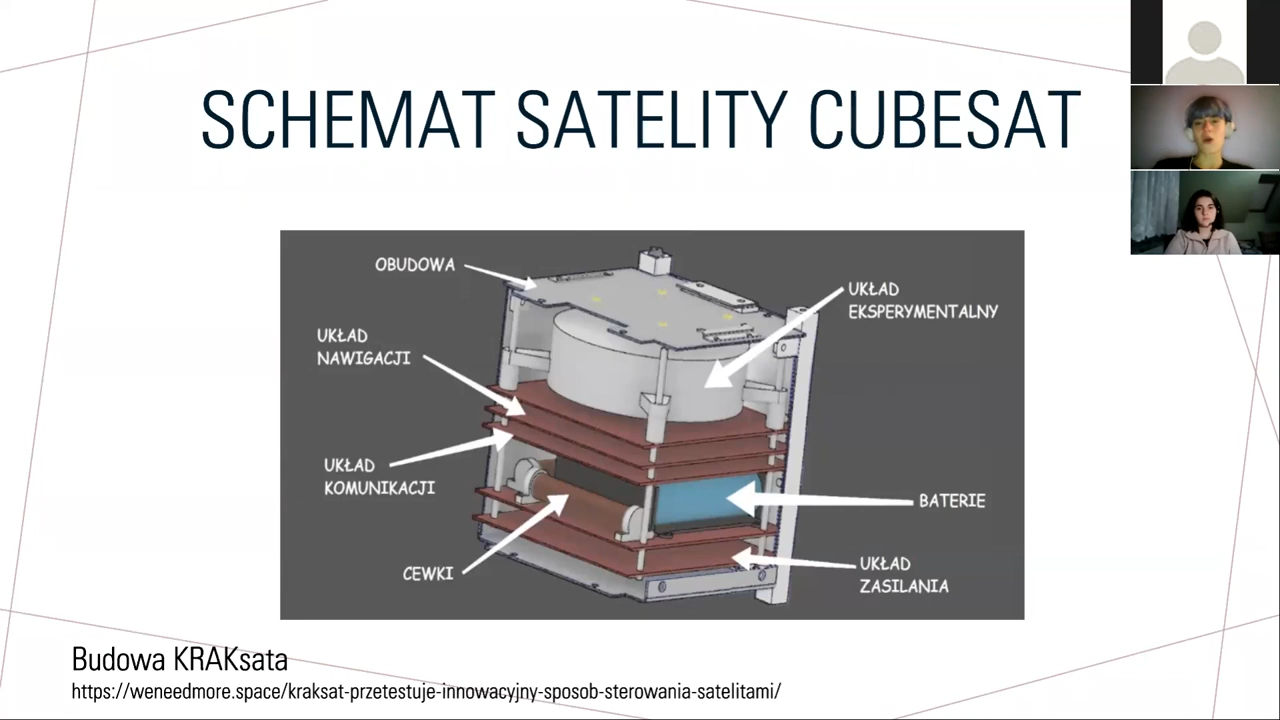 SCHEMAT SATELITY CUBESAT
OBUDOWA
UKŁAD
EKSPERYMENTALNY
UKŁAD
NAWIGACJI
UKŁAD
KOMUNIKACJI
BATERIE
CEWKI
UKŁAD
ZASILANIA
Budowa KRAKsata
https://weneedmore.space/kraksat-przetestuje-innowacyjny-sposob-sterowania-satelitami/